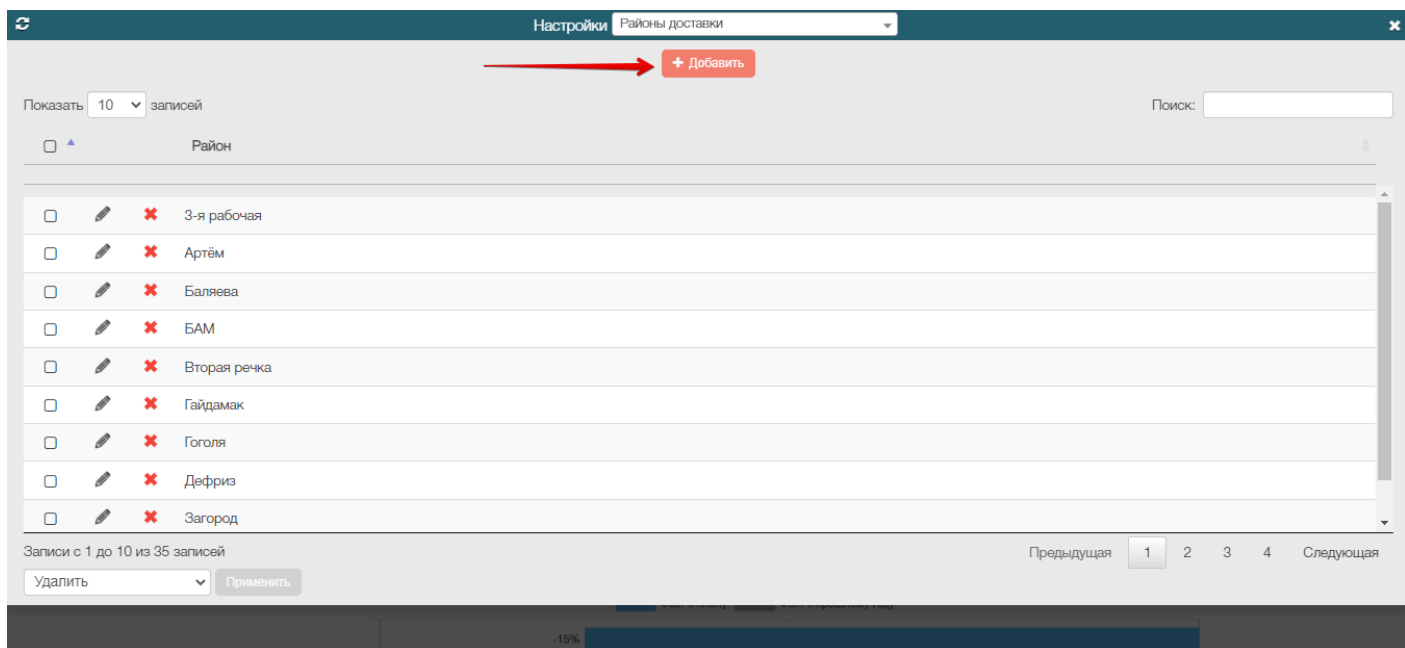 Настройки Районы доставки
+ Добавить
Показать 10 записей Поиск:
Район
3-я рабочая
Артём
Баляева
БАМ
Вторая речка
Гайдамак
Гоголя
Дефриз
Загород
Записи с 1 до 10 из 35 записей Предыдущая 1 2 3 4 Следующая
Удалить Применить
-15%